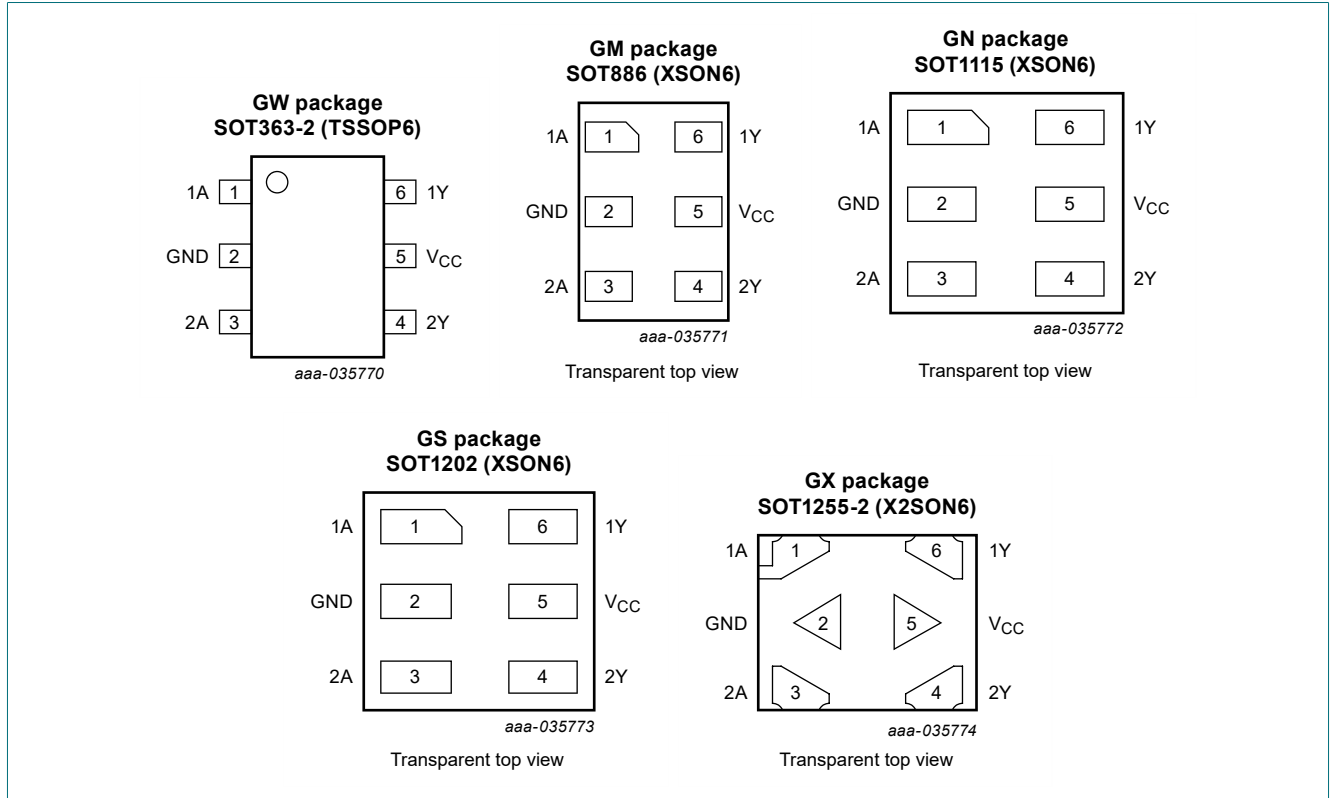 GW package
SOT363-2 (TSSOP6)
1A 1 6 1Y
GND 2 5 VCC
2A 3 4 2Y
aaa-035770
GM package
SOT886 (XSON6)
1A 1 6 1Y
GND 2 5 VCC
2A 3 4 2Y
aaa-035771
Transparent top view
GN package
SOT1115 (XSON6)
1A 1 6 1Y
GND 2 5 VCC
2A 3 4 2Y
aaa-035772
Transparent top view
GS package
SOT1202 (XSON6)
1A 1 6 1Y
GND 2 5 VCC
2A 3 4 2Y
aaa-035773
Transparent top view
GX package
SOT1255-2 (X2SON6)
1A 1 6 1Y
GND 2 5 VCC
2A 3 4 2Y
aaa-035774
Transparent top view